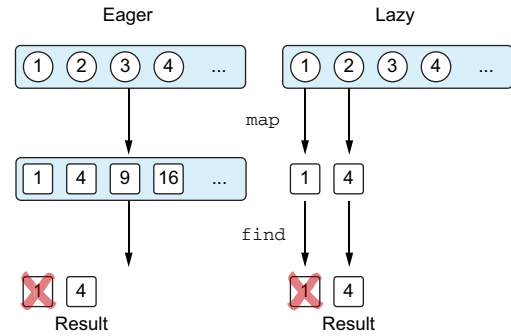 Eager Lazy
1 2 3 4 ... 1 2 3 4 ...
map
1 4 9 16 ... 1 4
find
1 4 1 4
Result Result